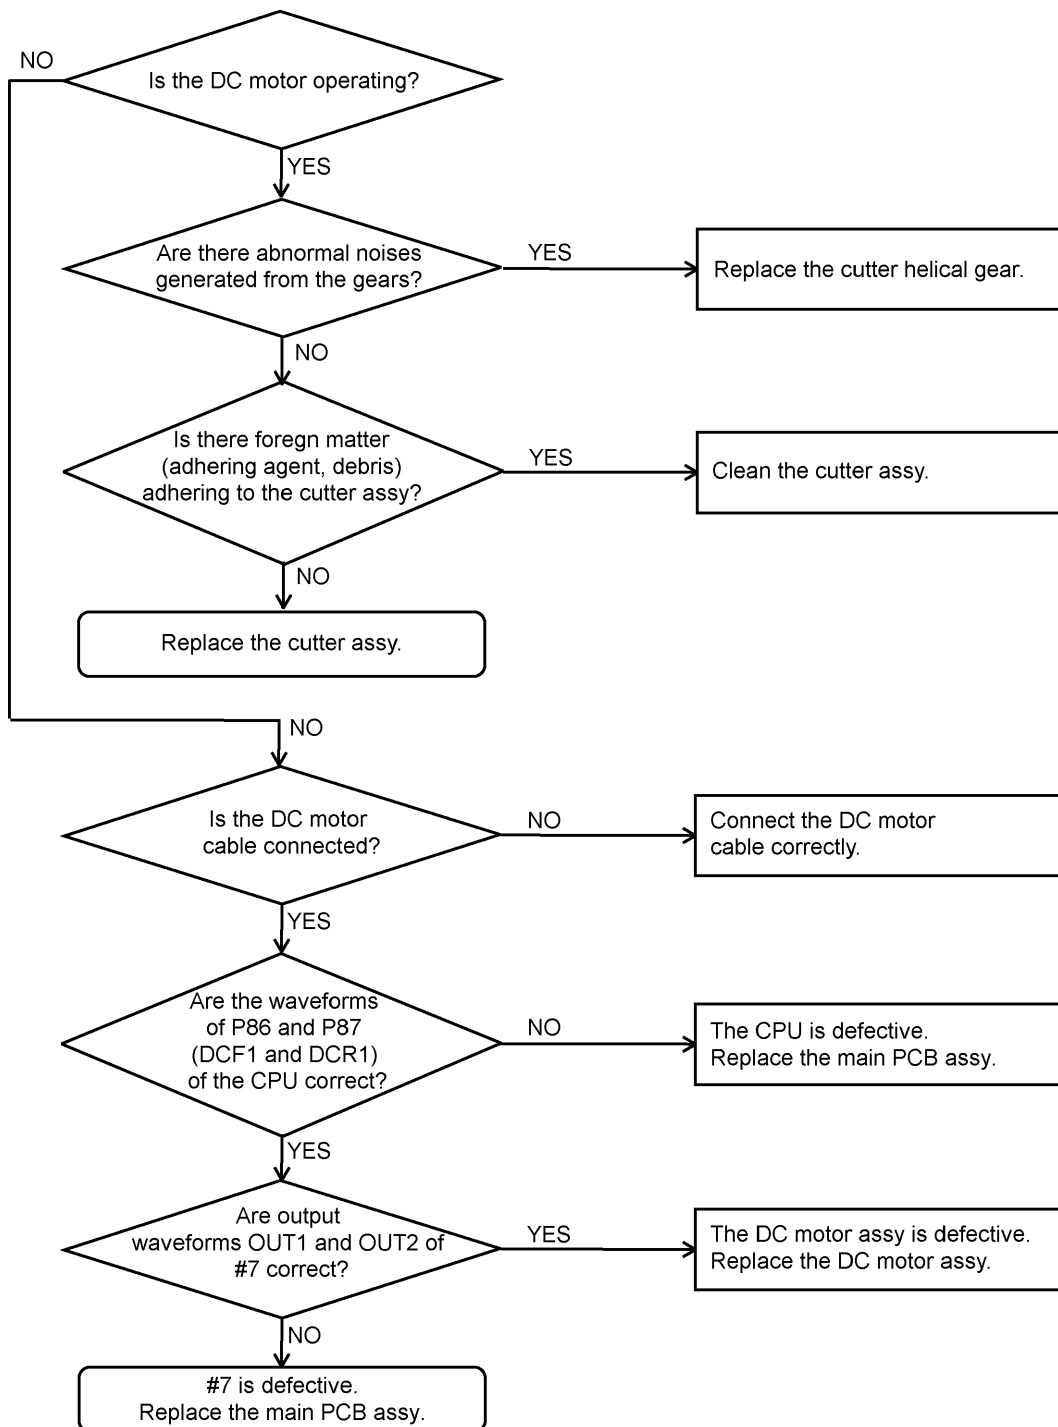 NO
Is the DC motor operating?
YES
Are there abnormal noises
generated from the gears?
YES
Replace the cutter helical gear.
NO
Is there foregn matter
(adhering agent, debris)
adhering to the cutter assy?
YES
Clean the cutter assy.
NO
Replace the cutter assy.
NO
Is the DC motor
cable connected?
NO
Connect the DC motor
cable correctly.
YES
Are the waveforms
of P86 and P87
(DCF1 and DCR1)
of the CPU correct?
NO
The CPU is defective.
Replace the main PCB assy.
YES
Are output
waveforms OUT1 and OUT2 of
#7 correct?
YES
The DC motor assy is defective.
Replace the DC motor assy.
NO
#7 is defective.
Replace the main PCB assy.